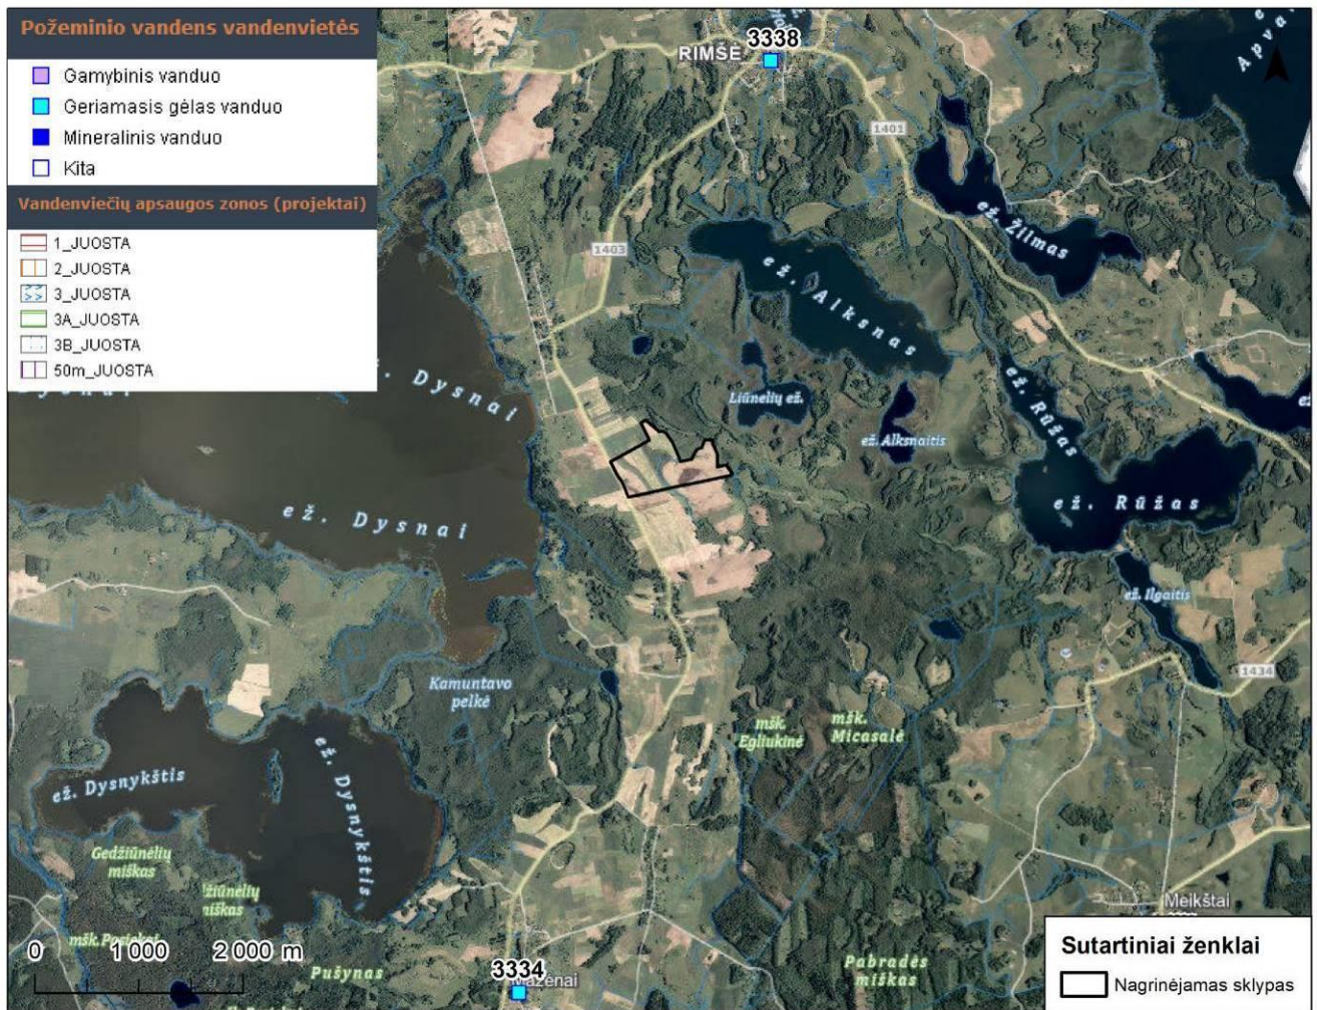 Požeminio vandens vandenvietės
Gamybinis vanduo
Geriamasis gėlas vanduo
Mineralinis vanduo
Kita
Vandenviečių apsaugos zonos (projektai)
1_JUOSTA
2_JUOSTA
3_JUOSTA
3A_JUOSTA
3B_JUOSTA
50m_JUOSTA
3338
RIMŠĖ
1401
1403
ež. Žilmas
ež. Alksnas
Dysnai
Liūnelių ež.
ež. Alksnaitis
ež. Rūžas
ež. Rūžas
ež. Dysnai
ež. Ilgaitis
1434
Kamuntavo
pelkė
mšk.
Egliukinė
mšk.
Micasalė
ež. Dysnykštis
ež. Dysnykštis
Gedžiūnėlių
miškas
Meikštai
0 1 000 2 000 m
Pušynas
3334
Pabradės
miškas
Sutartiniai ženklai
Nagrinėjamas sklypas